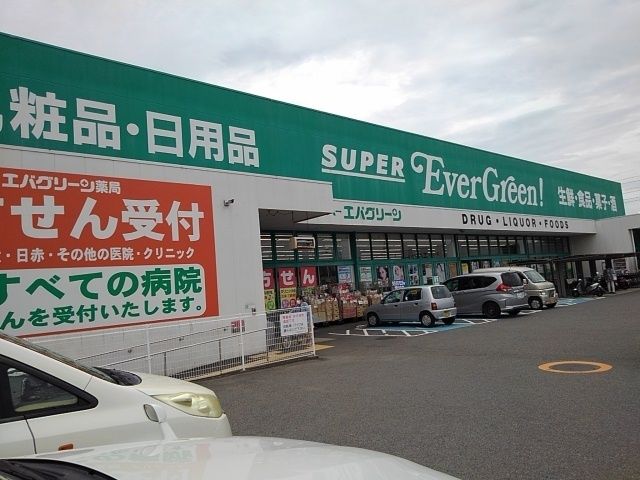 粧品・日用品
SUPER EverGreen! 生鮮・食品・菓子・酒
エバグリーン薬局
エバグリーン
DRUG・LIQUOR・FOODS
せん受付
・日赤・その他の医院・クリニック
すべての病院
んを受付いたします。
せん